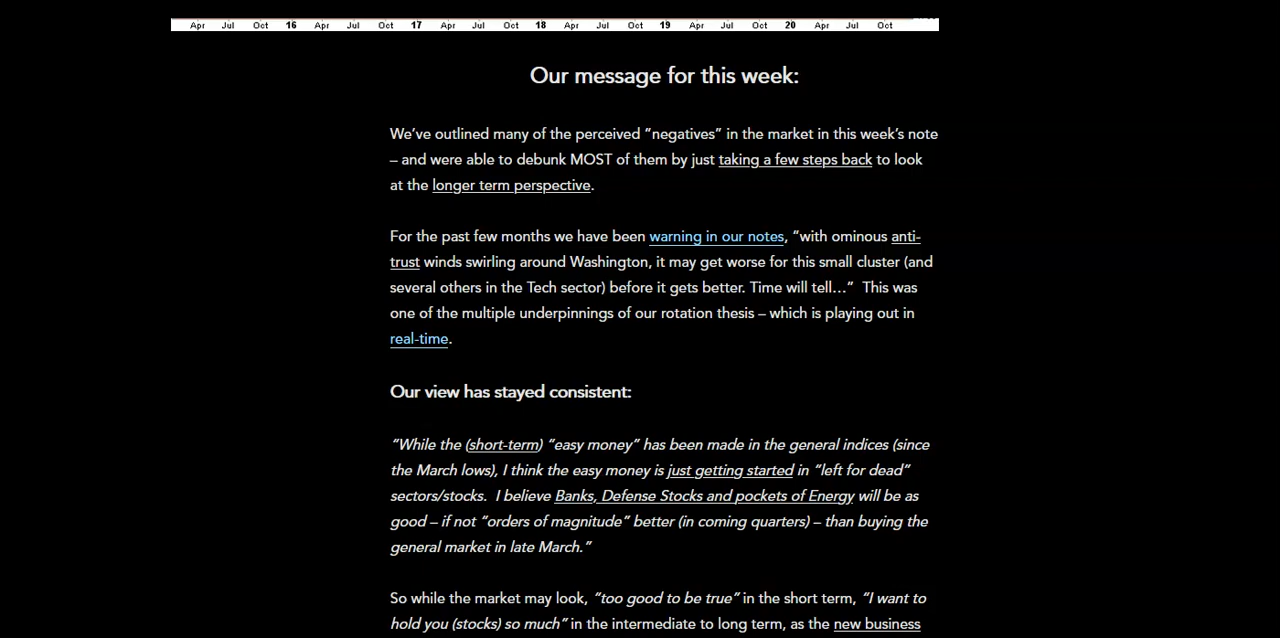 Apr Jul Oct 16 Apr Jul Oct 17 Apr Jul Oct 18 Apr Jul Oct 19 Apr Jul Oct 20 Apr Jul Oct
Our message for this week:
We’ve outlined many of the perceived “negatives” in the market in this week’s note
– and were able to debunk MOST of them by just taking a few steps back to look
at the longer term perspective.
For the past few months we have been warning in our notes, “with ominous anti-
trust winds swirling around Washington, it may get worse for this small cluster (and
several others in the Tech sector) before it gets better. Time will tell…”  This was
one of the multiple underpinnings of our rotation thesis – which is playing out in
real-time.
Our view has stayed consistent:
“While the (short-term) “easy money” has been made in the general indices (since
the March lows), I think the easy money is just getting started in “left for dead”
sectors/stocks.  I believe Banks, Defense Stocks and pockets of Energy will be as
good – if not “orders of magnitude” better (in coming quarters) – than buying the
general market in late March.”
So while the market may look, “too good to be true” in the short term, “I want to
hold you (stocks) so much” in the intermediate to long term, as the new business